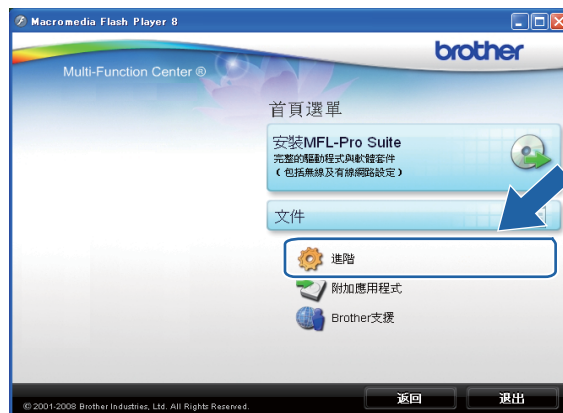 Macromedia Flash Player 8
brother
Multi-Function Center ®
首頁選單
安裝MFL-Pro Suite
完整的驅動程式與軟體套件
（包括無線及有線網路設定）
文件
進階
附加應用程式
Brother支援
© 2001-2008 Brother Industries, Ltd. All Rights Reserved.
返回
退出